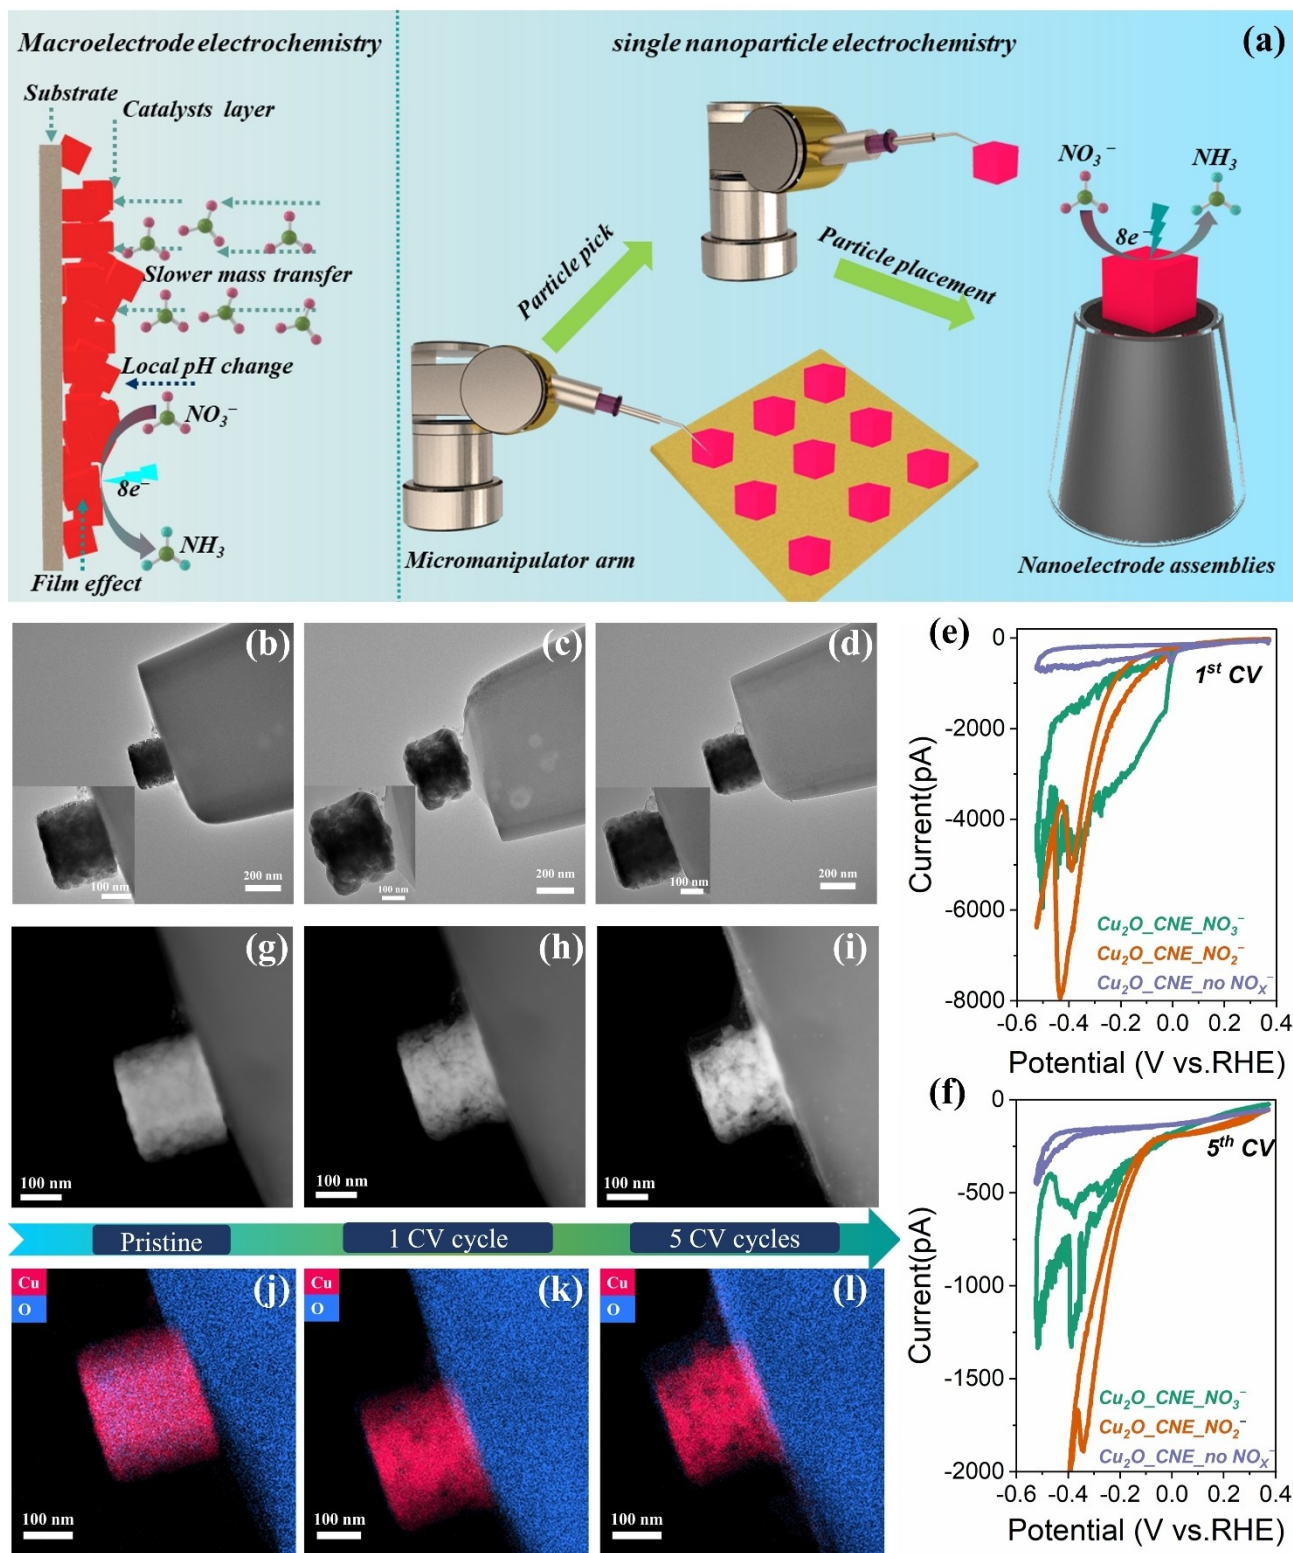 Macroelectrode electrochemistry
single nanoparticle electrochemistry
(a)
Substrate
Catalysts layer
Slower mass transfer
Local pH change
NO₃⁻
8e⁻
NH₃
Film effect
Particle pick
Particle placement
Micromanipulator arm
NO₃⁻
NH₃
8e⁻
Nanoelectrode assemblies
(b)
100 nm
200 nm
(c)
100 nm
200 nm
(d)
100 nm
200 nm
(e)
1st CV
0
-2000
-4000
-6000
-8000
Current(pA)
Cu₂O_CNE_NO₃⁻
Cu₂O_CNE_NO₂⁻
Cu₂O_CNE_no NOₓ⁻
-0.6 -0.4 -0.2 0.0 0.2 0.4
Potential (V vs.RHE)
(g)
100 nm
(h)
100 nm
(i)
100 nm
Pristine
1 CV cycle
5 CV cycles
(f)
5th CV
0
-500
-1000
-1500
-2000
Current(pA)
Cu₂O_CNE_NO₃⁻
Cu₂O_CNE_NO₂⁻
Cu₂O_CNE_no NOₓ⁻
-0.6 -0.4 -0.2 0.0 0.2 0.4
Potential (V vs.RHE)
Cu
O
(j)
100 nm
Cu
O
(k)
100 nm
Cu
O
(l)
100 nm